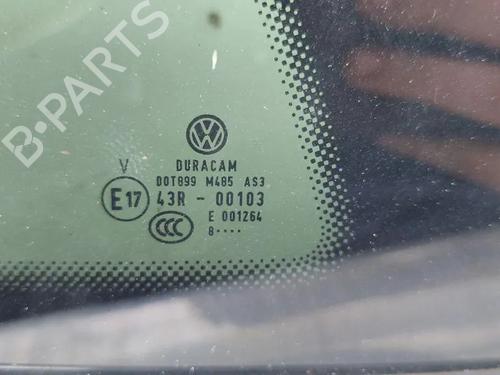 B-PARTS
DURACAM
V
DOT899 M485 AS3
E17 43R - 00103
CCC E 001264
8····